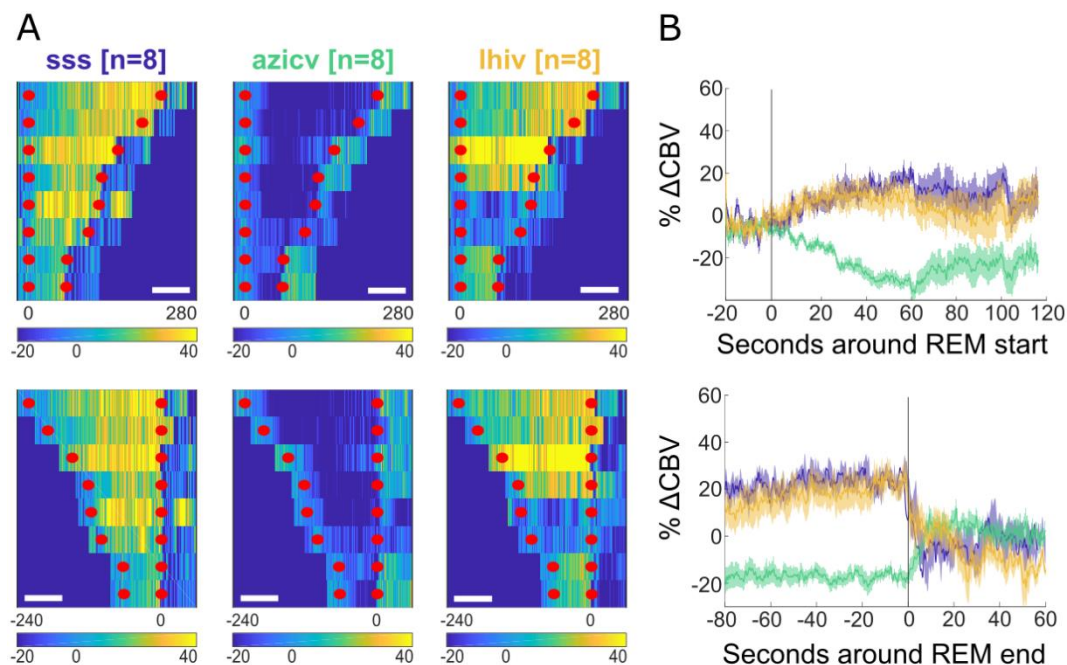 A
B
sss [n=8]
azicv [n=8]
lhiv [n=8]
0 280
0 280
0 280
-20 0 40
-20 0 40
-20 0 40
60
40
20
0
-20
% ΔCBV
-20 0 20 40 60 80 100 120
Seconds around REM start
-240 0
-240 0
-240 0
-20 0 40
-20 0 40
-20 0 40
60
40
20
0
-20
% ΔCBV
-80 -60 -40 -20 0 20 40 60
Seconds around REM end